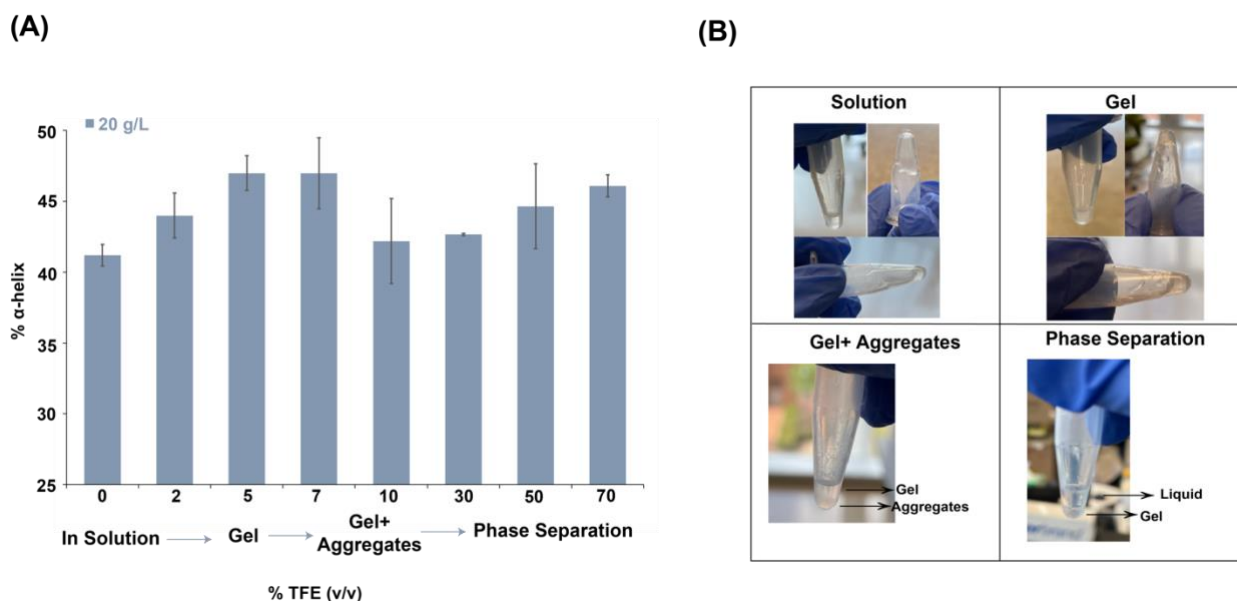 (A)
20 g/L
% α-helix
50
45
40
35
30
25
0 2 5 7 10 30 50 70
In Solution → Gel → Gel+ Aggregates → Phase Separation
% TFE (v/v)
(B)
Solution
Gel
Gel+ Aggregates
Gel
Aggregates
Phase Separation
Liquid
Gel